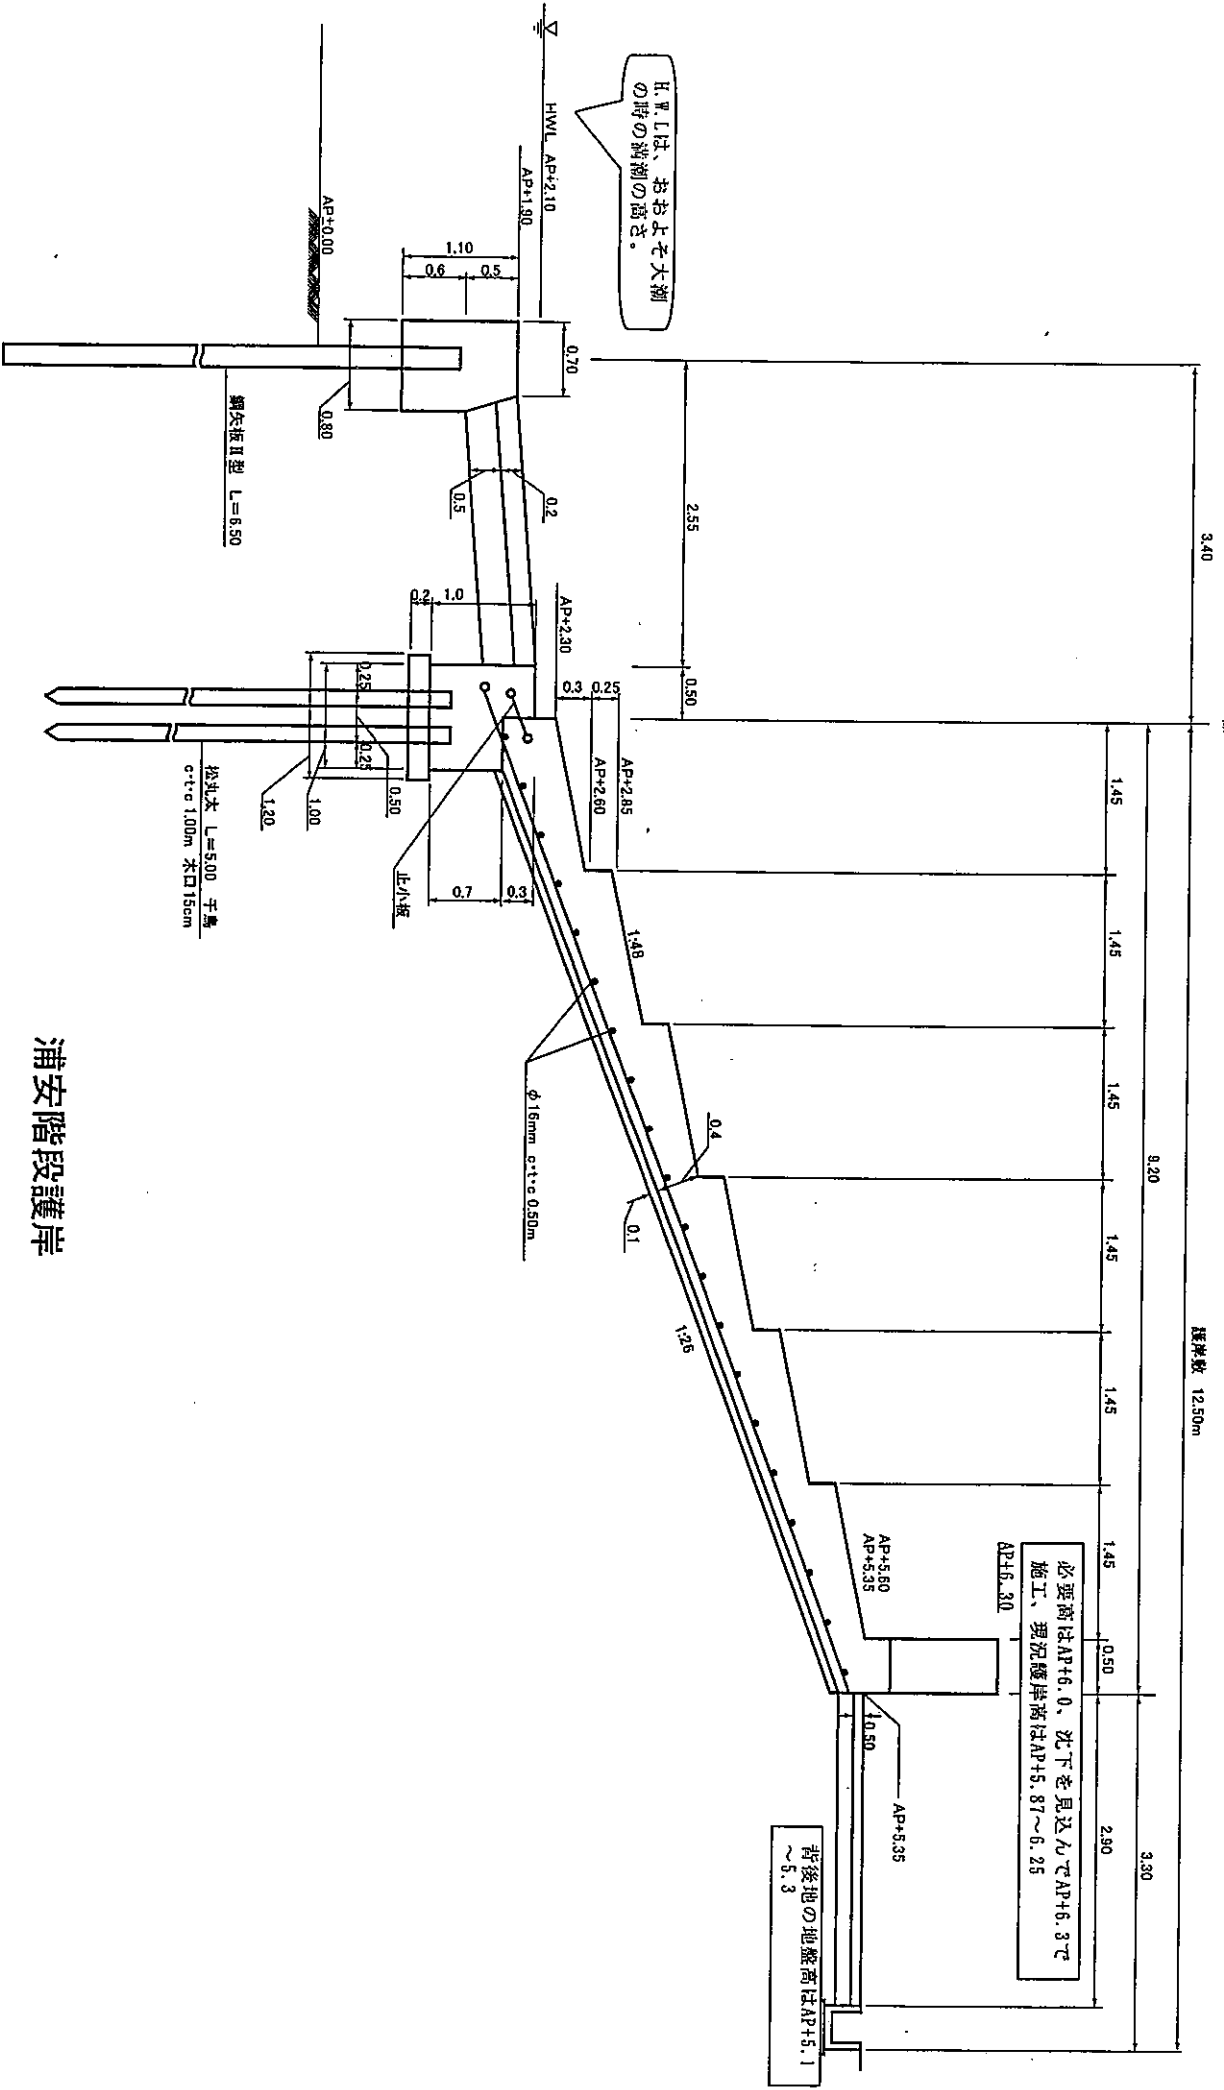 H.W.Lは、おおよそ大潮
の時の満潮の高さ。
HWL AP+2.10
AP+1.90
AP±0.00
1.10
0.6
0.5
0.70
0.80
鋼矢板Ⅱ型 L=6.50
3.40
2.55
0.50
0.2
0.5
AP+2.30
0.2
1.0
0.3
0.25
AP+2.85
AP+2.60
0.25
0.25
0.50
1.00
1.20
松丸太 L=5.00 千鳥
c・t・c 1.00m 末口15cm
止水板
0.7
0.3
護岸敷 12.50m
9.20
1.45
1.45
1.45
1.45
1.45
1.45
0.50
1:48
0.4
0.1
φ16mm c・t・c 0.50m
1:26
AP+5.60
AP+5.35
AP+6.30
必要高はAP+6.0、沈下を見込んでAP+6.3で
施工、現況護岸高はAP+5.87～6.25
3.30
2.90
0.50
AP+5.35
背後地の地盤高はAP+5.1
～5.3
浦安階段護岸